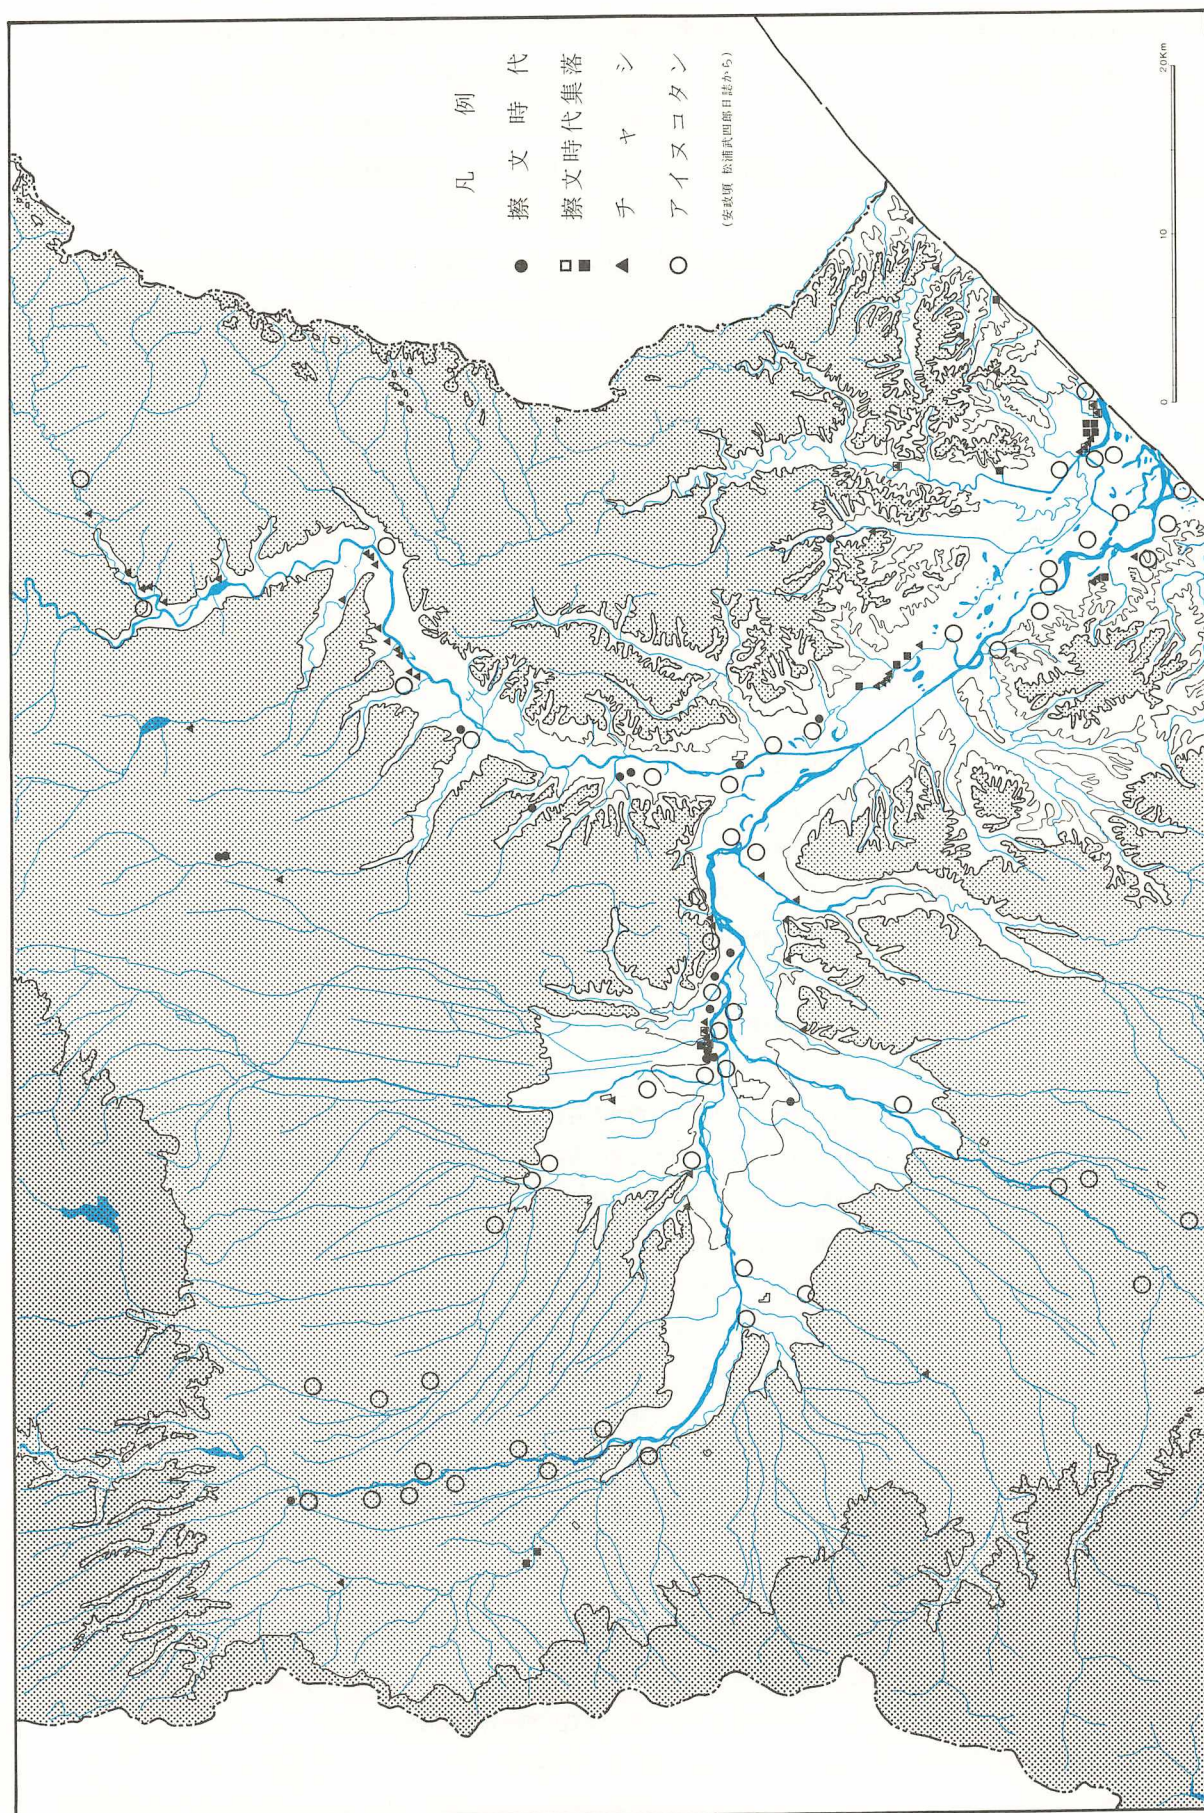 凡例
擦文時代
擦文時代集落
チャシ
アイヌコタン
(安政頃 松浦武四郎日誌から)
0 10 20Km